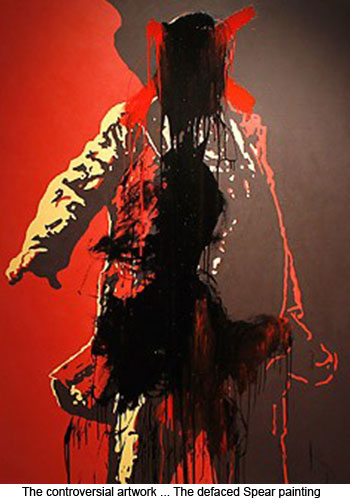 The controversial artwork ... The defaced Spear painting